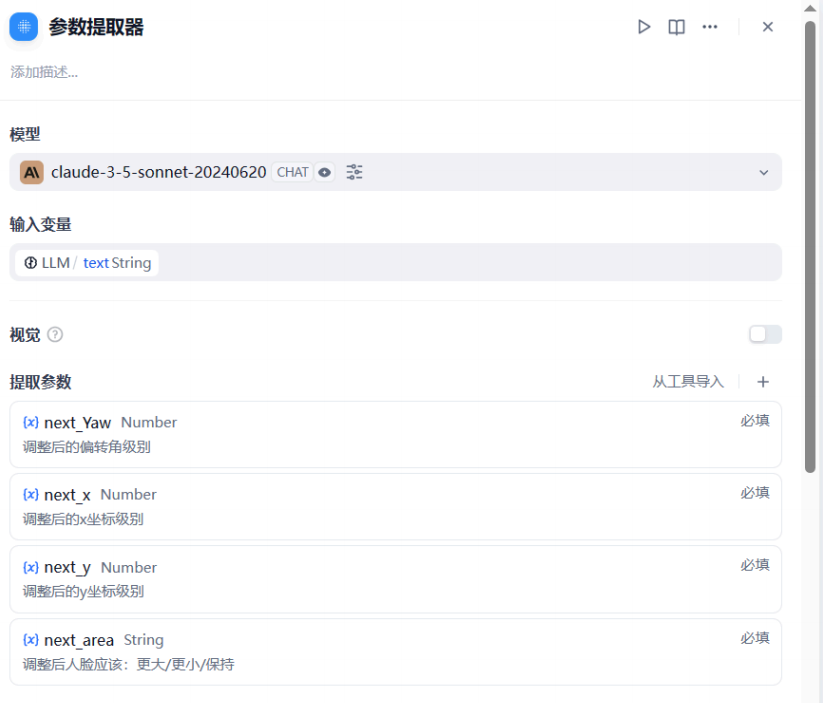 参数提取器
添加描述...
模型
claude-3-5-sonnet-20240620 CHAT
输入变量
LLM / text String
视觉
提取参数 从工具导入 +
{x} next_Yaw Number 必填
调整后的偏转角级别
{x} next_x Number 必填
调整后的x坐标级别
{x} next_y Number 必填
调整后的y坐标级别
{x} next_area String 必填
调整后人脸应该：更大/更小/保持